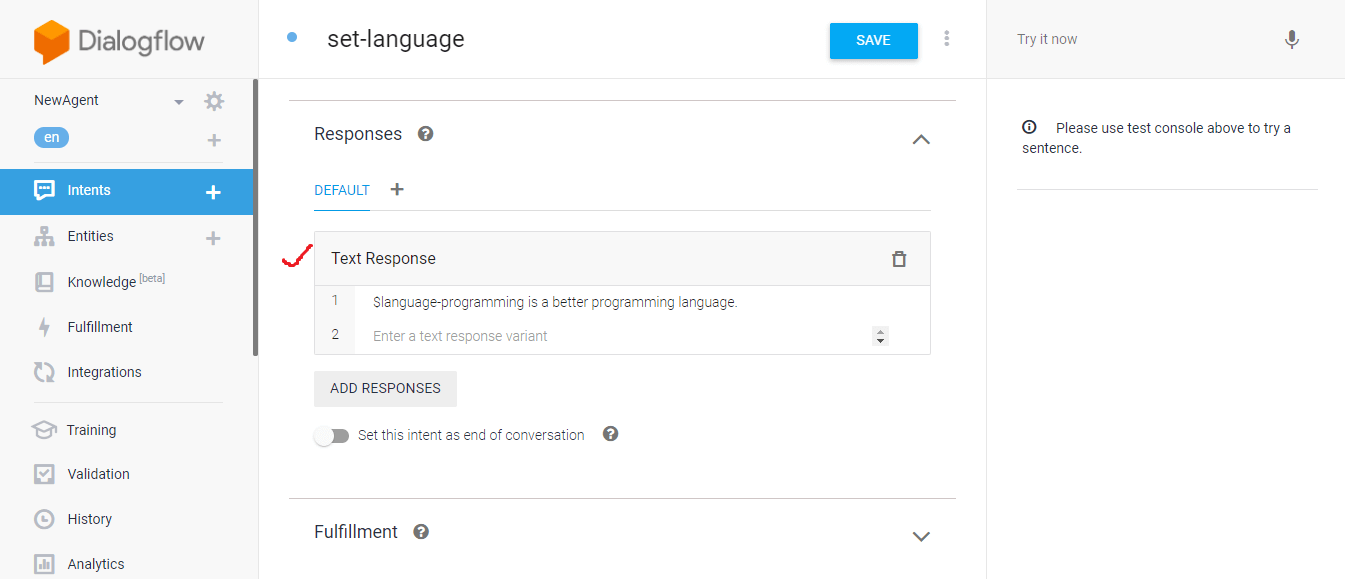 Dialogflow
NewAgent
en
Intents
Entities
Knowledge [beta]
Fulfillment
Integrations
Training
Validation
History
Analytics
set-language
SAVE
Responses
DEFAULT
Text Response
1 $language-programming is a better programming language.
2 Enter a text response variant
ADD RESPONSES
Set this intent as end of conversation
Fulfillment
Try it now
Please use test console above to try a
sentence.